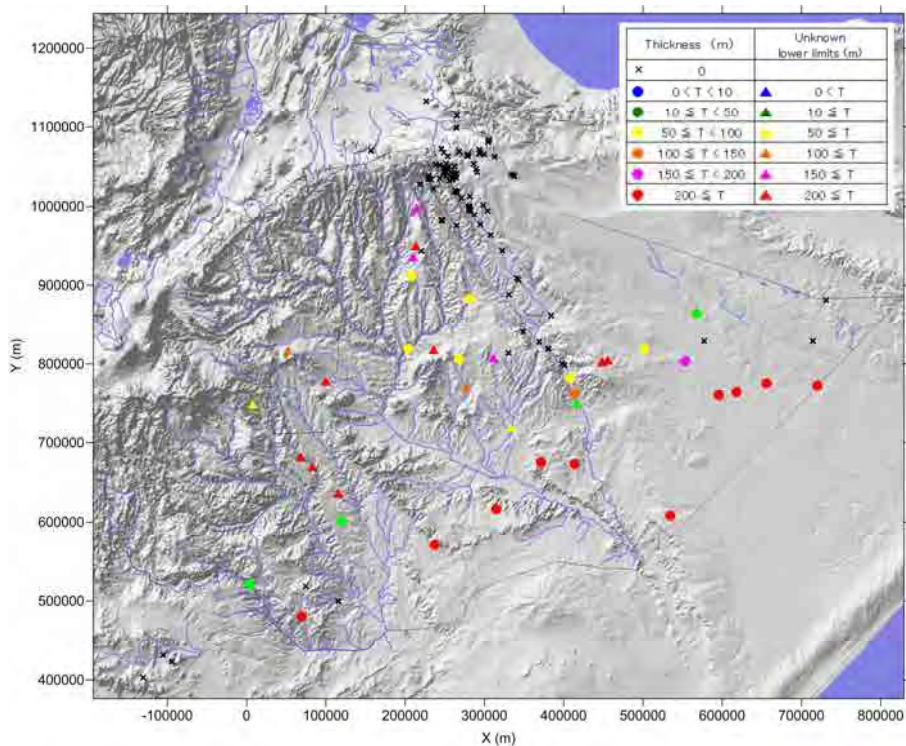 Thickness (m) Unknown lower limits (m)
× 0
0 < T < 10 0 < T
10 ≦ T < 50 10 ≦ T
50 ≦ T < 100 50 ≦ T
100 ≦ T < 150 100 ≦ T
150 ≦ T < 200 150 ≦ T
200 ≦ T 200 ≦ T
1200000
1100000
1000000
900000
800000
700000
600000
500000
400000
Y (m)
-100000 0 100000 200000 300000 400000 500000 600000 700000 800000
X (m)